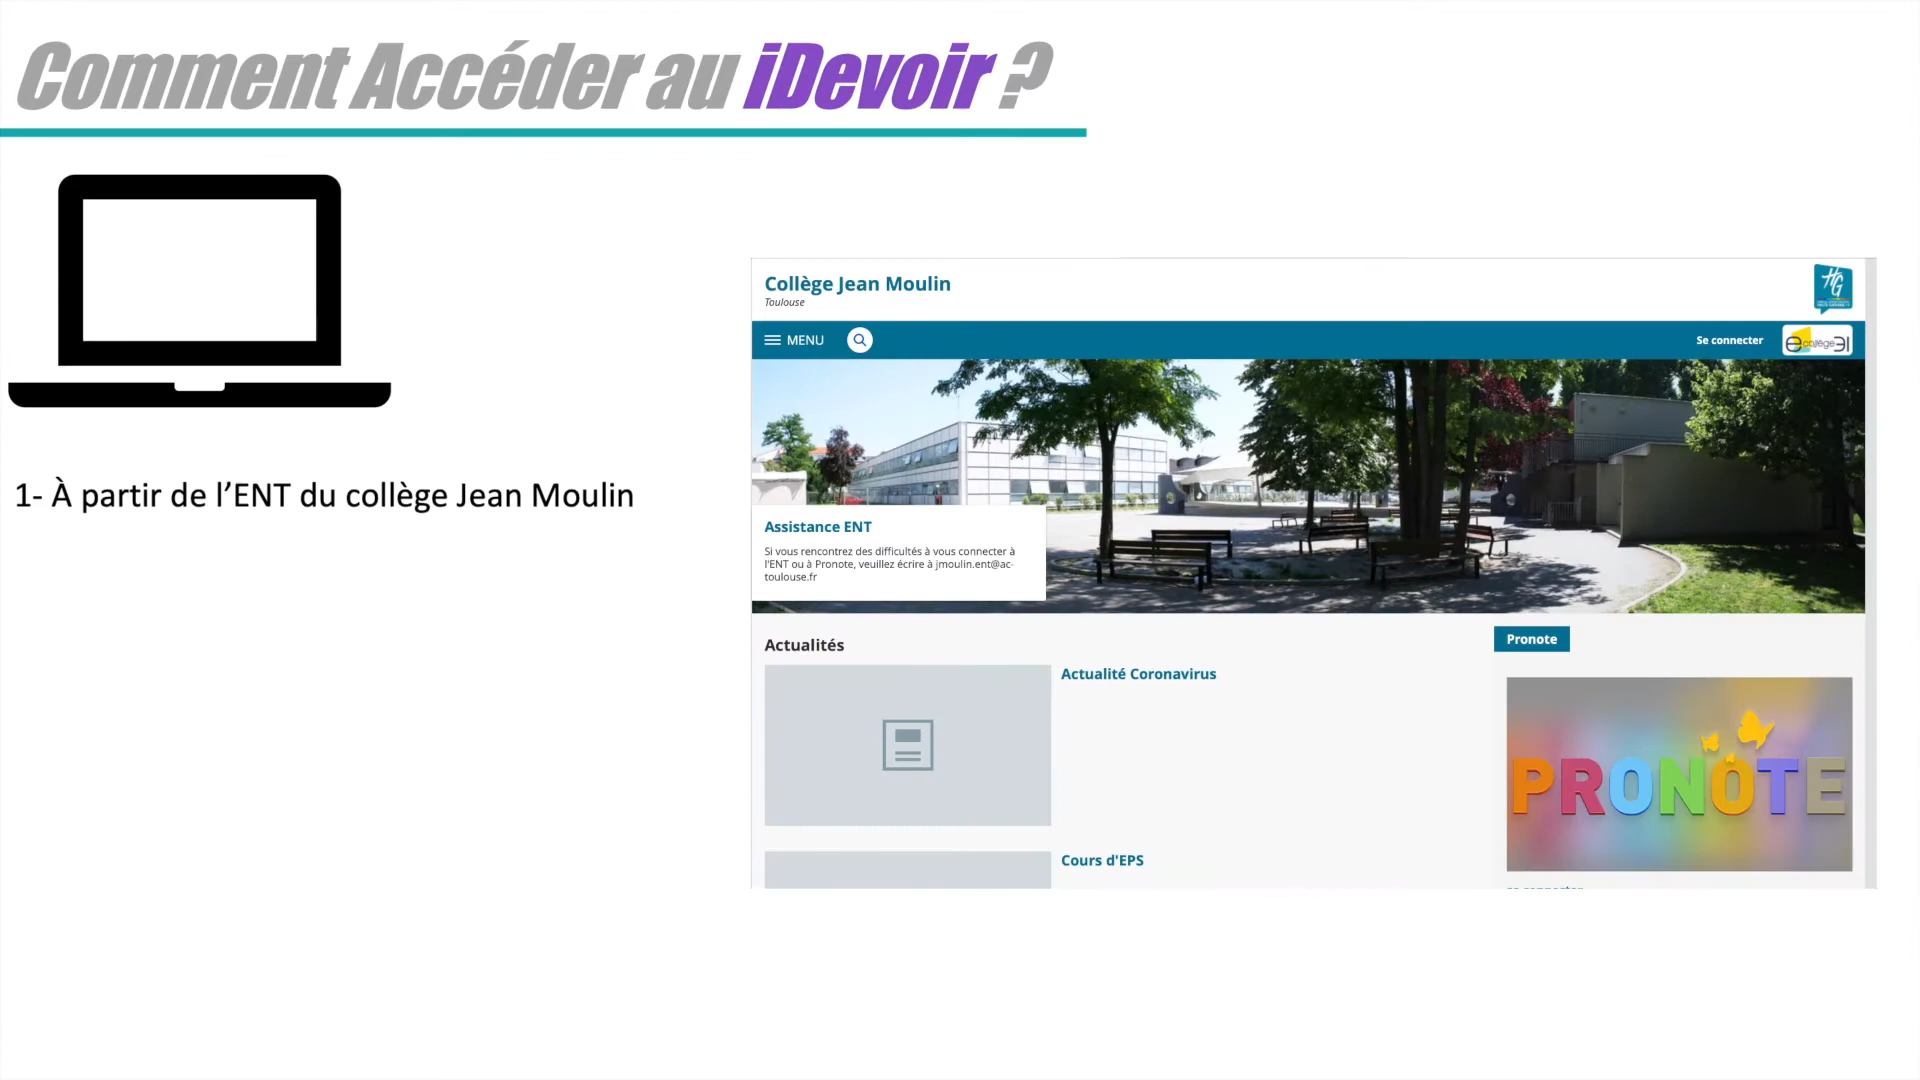 Comment Accéder au iDevoir ?
1- À partir de l’ENT du collège Jean Moulin
Collège Jean Moulin
Toulouse
HG
MENU
Se connecter
ecollège31
Assistance ENT
Si vous rencontrez des difficultés à vous connecter à
l'ENT ou à Pronote, veuillez écrire à jmoulin.ent@ac-
toulouse.fr
Actualités
Actualité Coronavirus
Cours d'EPS
Pronote
PRONOTE